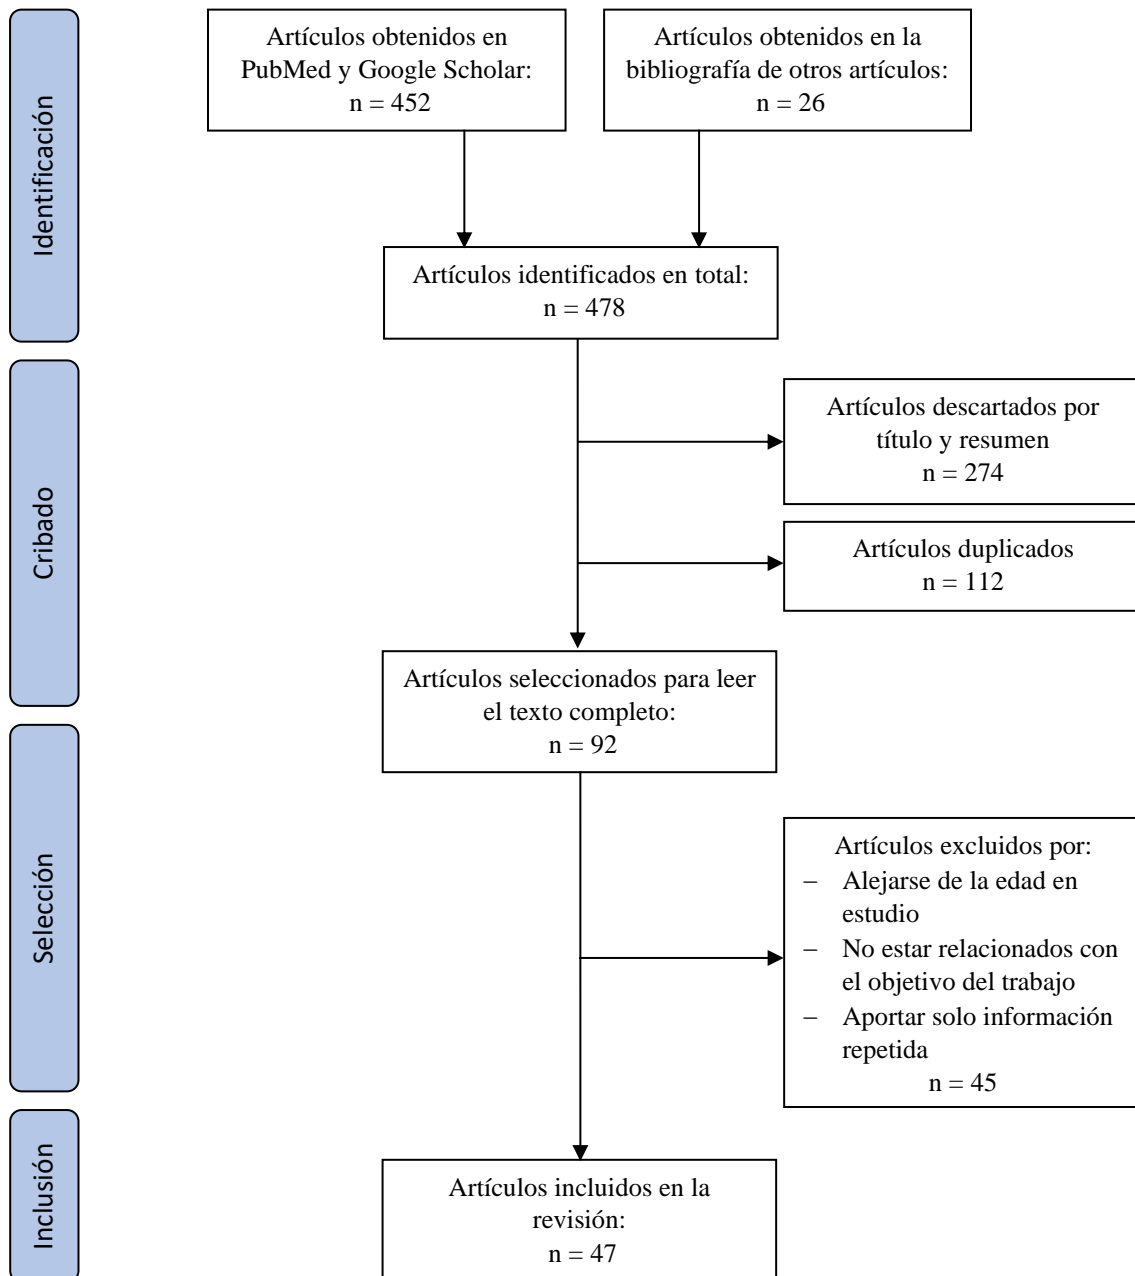 Identificación
Artículos obtenidos en
PubMed y Google Scholar:
n = 452
Artículos obtenidos en la
bibliografía de otros artículos:
n = 26
Artículos identificados en total:
n = 478
Cribado
Artículos descartados por
título y resumen
n = 274
Artículos duplicados
n = 112
Artículos seleccionados para leer
el texto completo:
n = 92
Selección
Artículos excluidos por:
− Alejarse de la edad en
estudio
− No estar relacionados con
el objetivo del trabajo
− Aportar solo información
repetida
n = 45
Inclusión
Artículos incluidos en la
revisión:
n = 47